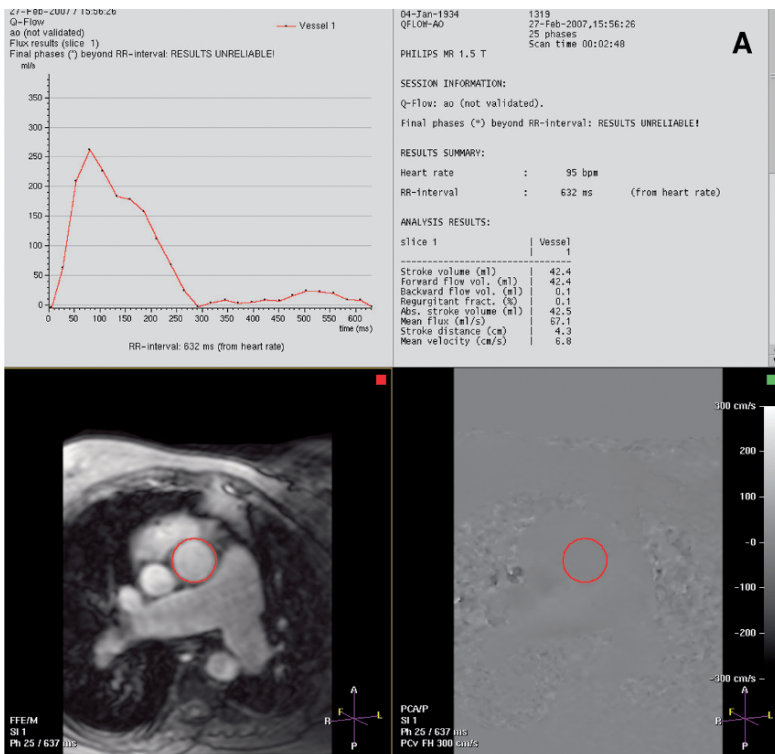 27-Feb-2007 / 15:56:26
Q-Flow
ao (not validated)
Flux results (slice 1)
Final phases (*) beyond RR-interval: RESULTS UNRELIABLE!
Vessel 1
ml/s
350
300
250
200
150
100
50
0
0 50 100 150 200 250 300 350 400 450 500 550 600
time (ms)
RR-interval: 632 ms (from heart rate)
04-Jan-1934 1319
QFLOW-AO 27-Feb-2007,15:56:26
25 phases
Scan time 00:02:48
A
PHILIPS MR 1.5 T
SESSION INFORMATION:
Q-Flow: ao (not validated).
Final phases (*) beyond RR-interval: RESULTS UNRELIABLE!
RESULTS SUMMARY:
Heart rate : 95 bpm
RR-interval : 632 ms (from heart rate)
ANALYSIS RESULTS:
slice 1 | Vessel
| 1
Stroke volume (ml) | 42.4
Forward flow vol. (ml) | 42.4
Backward flow vol. (ml) | 0.1
Regurgitant fract. (%) | 0.1
Abs. stroke volume (ml) | 42.5
Mean flux (ml/s) | 67.1
Stroke distance (cm) | 4.3
Mean velocity (cm/s) | 6.8
FFE/M
Sl 1
Ph 25 / 637 ms
A
F
R L
P
300 cm/s
200
100
-0
-100
-200
-300 cm/s
PCA/P
Sl 1
Ph 25 / 637 ms
PCv FH 300 cm/s
A
F
R L
P